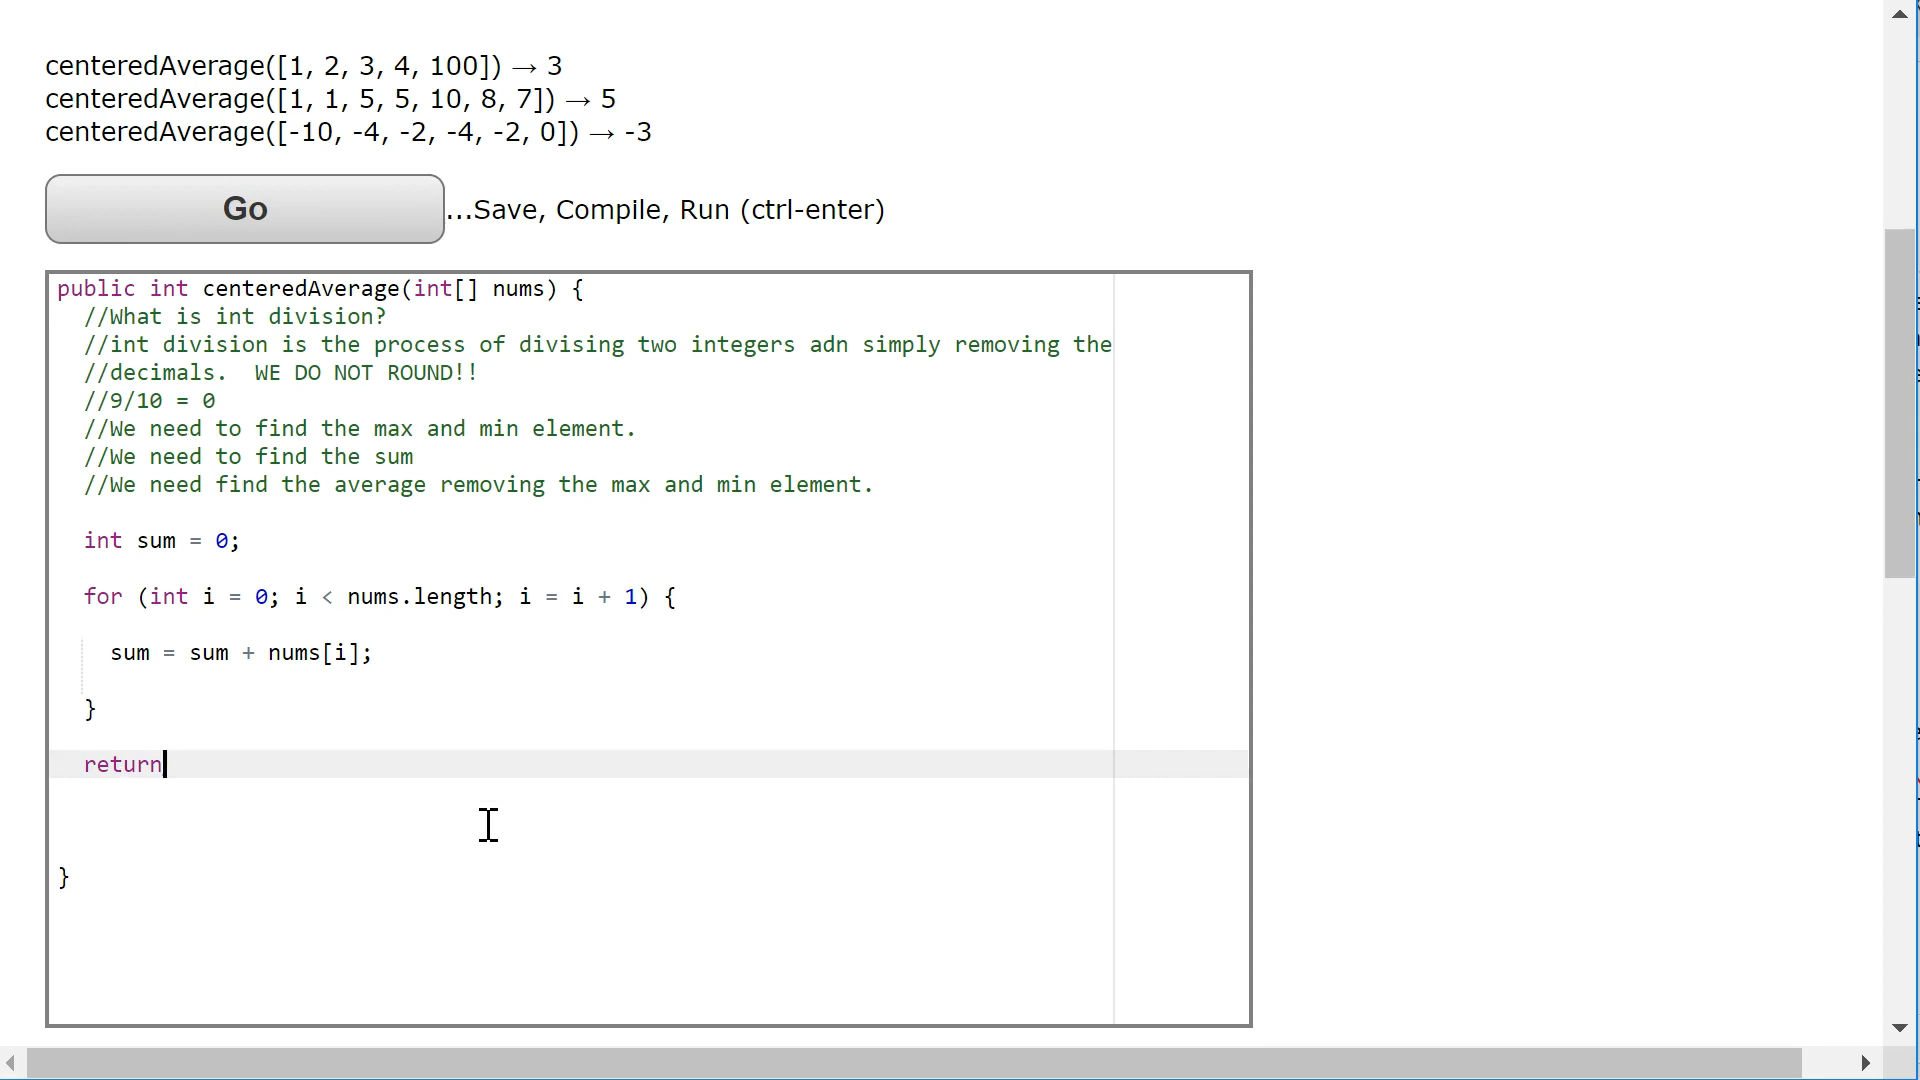 centeredAverage([1, 2, 3, 4, 100]) → 3
centeredAverage([1, 1, 5, 5, 10, 8, 7]) → 5
centeredAverage([-10, -4, -2, -4, -2, 0]) → -3
Go ...Save, Compile, Run (ctrl-enter)
public int centeredAverage(int[] nums) {
//What is int division?
//int division is the process of divising two integers adn simply removing the
//decimals.  WE DO NOT ROUND!!
//9/10 = 0
//We need to find the max and min element.
//We need to find the sum
//We need find the average removing the max and min element.
int sum = 0;
for (int i = 0; i < nums.length; i = i + 1) {
sum = sum + nums[i];
}
return
}